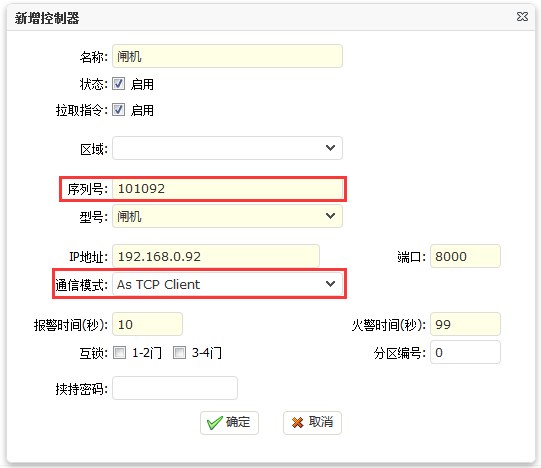 新增控制器
名称: 闸机
状态: 启用
拉取指令: 启用
区域:
序列号: 101092
型号: 闸机
IP地址: 192.168.0.92 端口: 8000
通信模式: As TCP Client
报警时间(秒): 10 火警时间(秒): 99
互锁: 1-2门 3-4门 分区编号: 0
挟持密码:
确定 取消